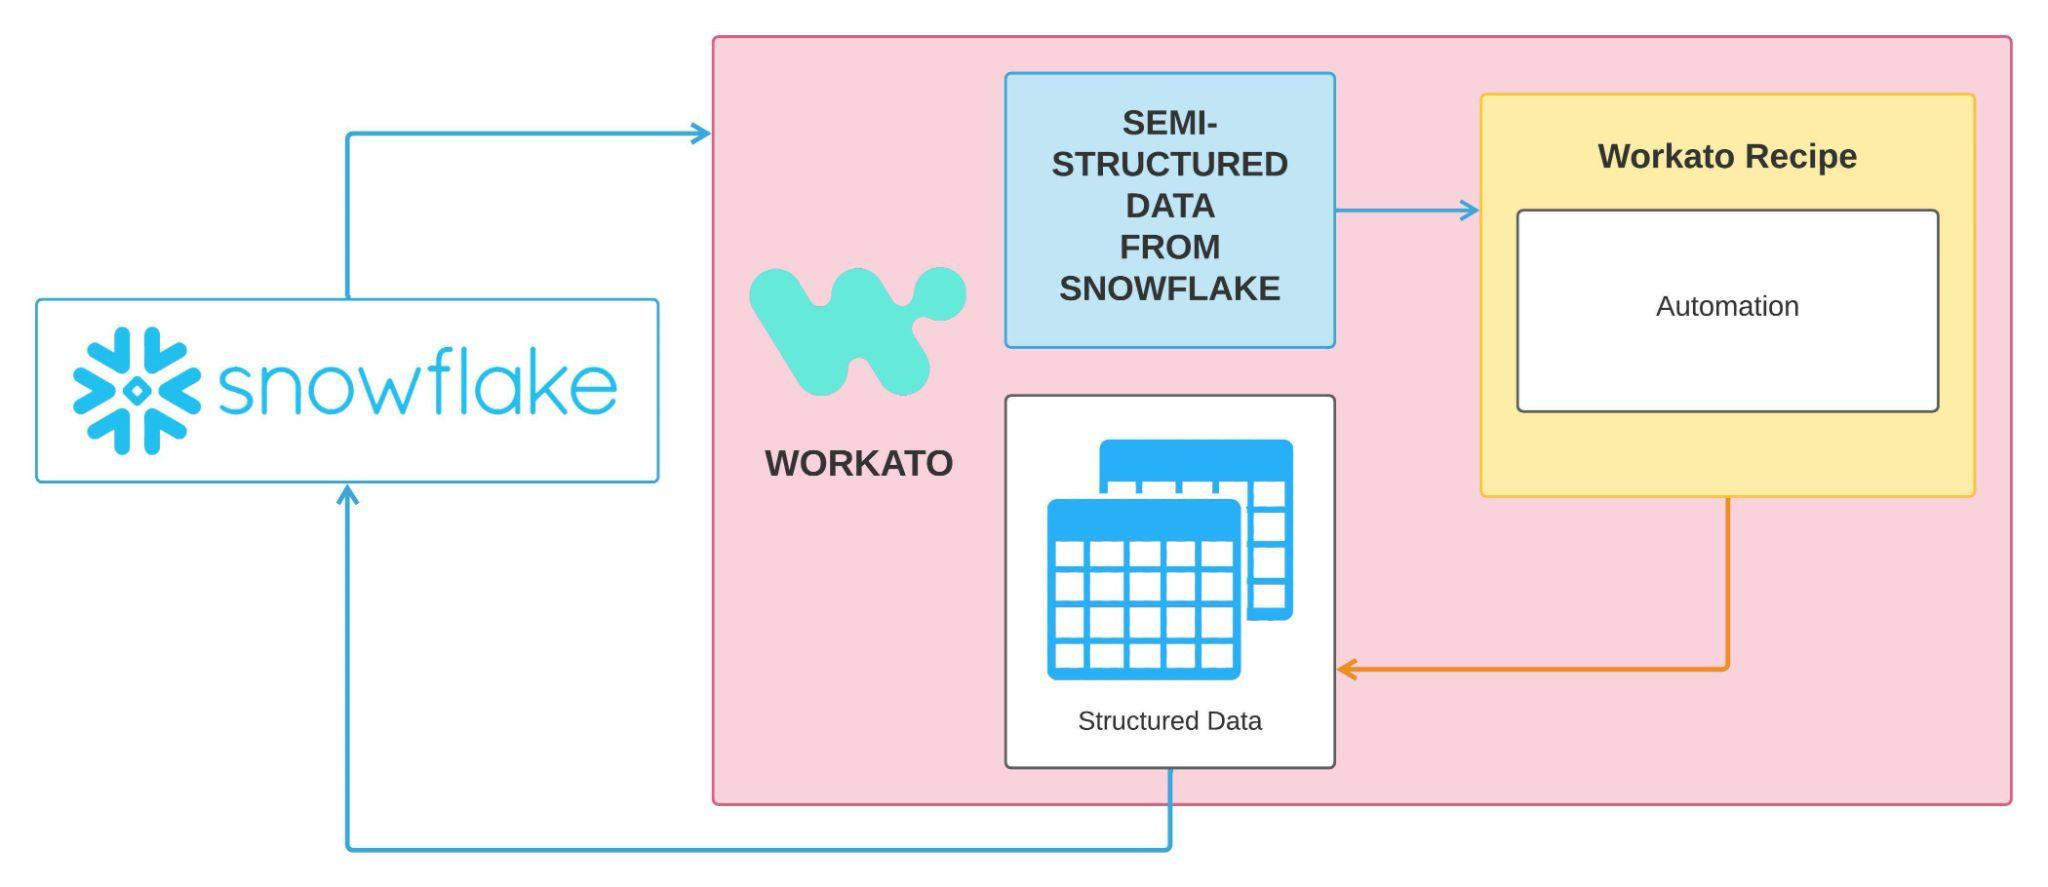 snowflake
WORKATO
SEMI-
STRUCTURED
DATA
FROM
SNOWFLAKE
Workato Recipe
Automation
Structured Data